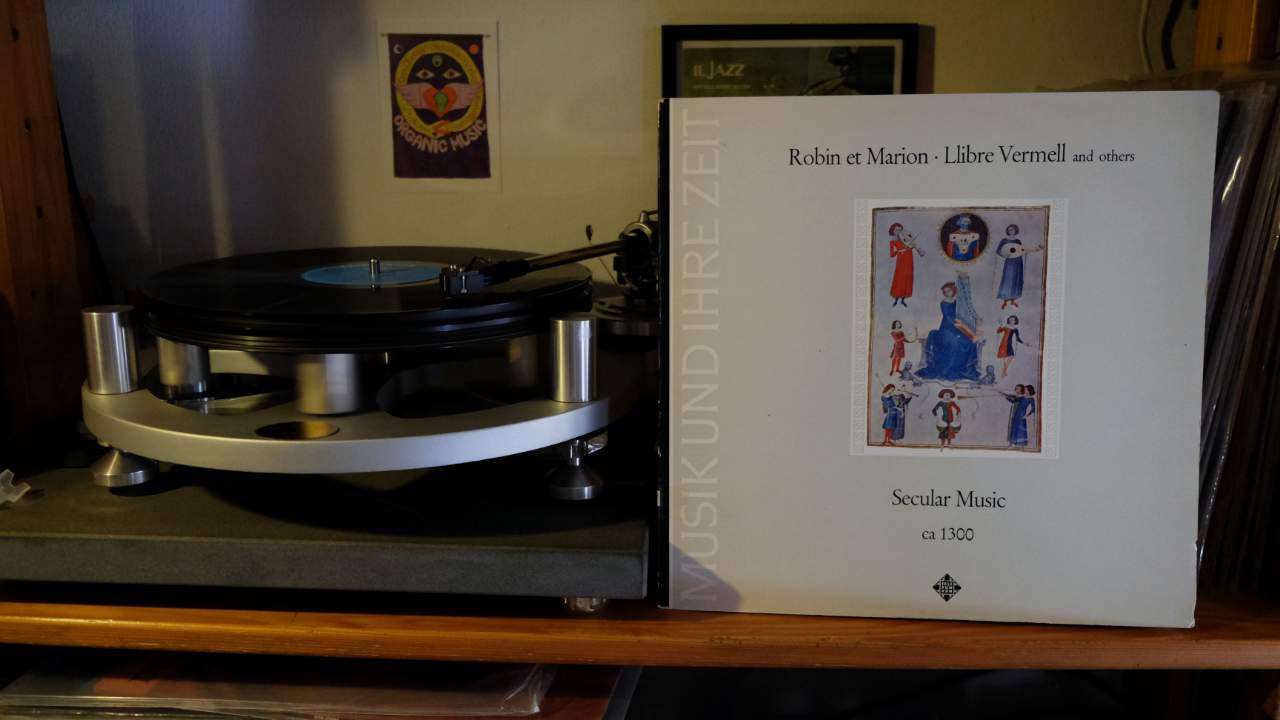 ORGANIC MUSIC
IL JAZZ
MUSIK UND IHRE ZEIT
Robin et Marion · Llibre Vermell and others
Secular Music
ca 1300